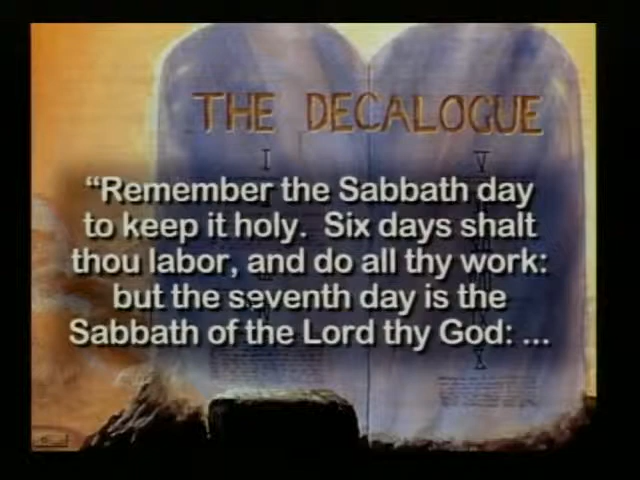 THE DECALOGUE
I V
“Remember the Sabbath day
to keep it holy.  Six days shalt
thou labor, and do all thy work:
but the seventh day is the
Sabbath of the Lord thy God: ...
X